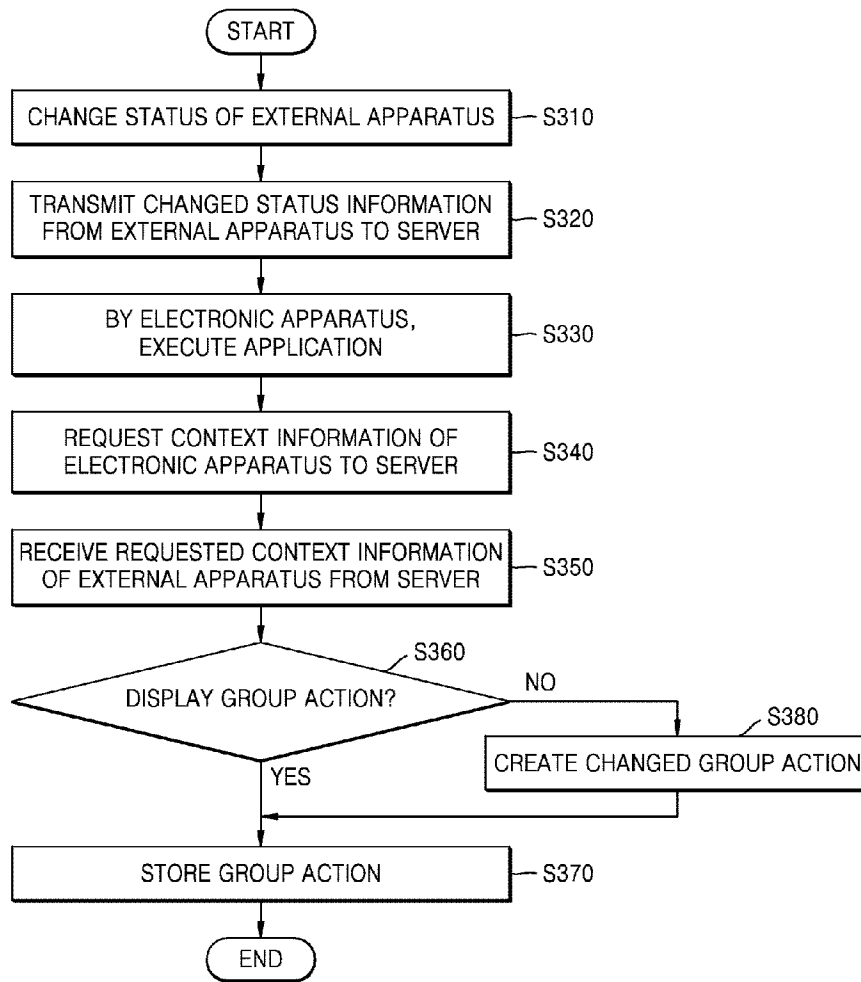 START
CHANGE STATUS OF EXTERNAL APPARATUS
S310
TRANSMIT CHANGED STATUS INFORMATION
FROM EXTERNAL APPARATUS TO SERVER
S320
BY ELECTRONIC APPARATUS,
EXECUTE APPLICATION
S330
REQUEST CONTEXT INFORMATION OF
ELECTRONIC APPARATUS TO SERVER
S340
RECEIVE REQUESTED CONTEXT INFORMATION
OF EXTERNAL APPARATUS FROM SERVER
S350
S360
DISPLAY GROUP ACTION?
NO
S380
CREATE CHANGED GROUP ACTION
YES
STORE GROUP ACTION
S370
END